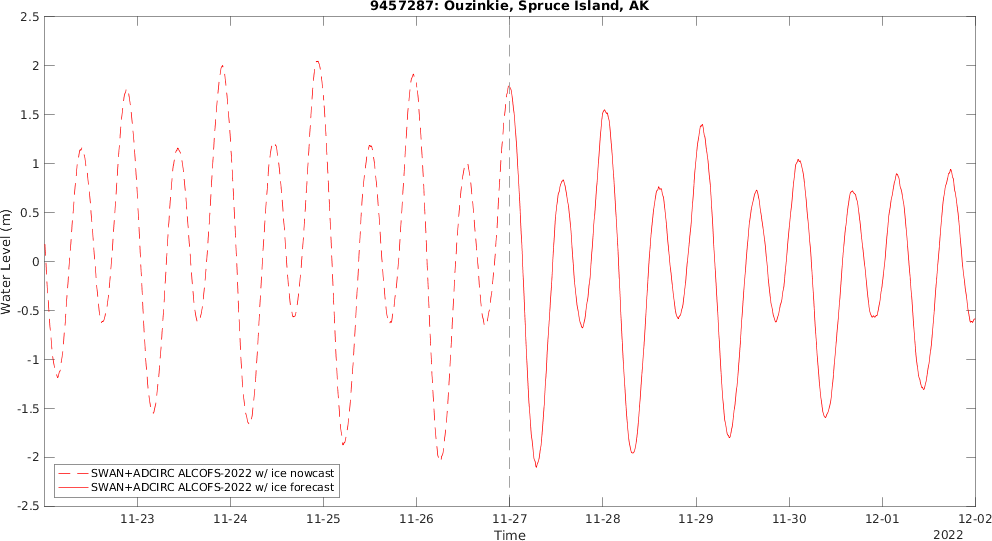 9457287: Ouzinkie, Spruce Island, AK
2.5
2
1.5
1
0.5
0
-0.5
-1
-1.5
-2
-2.5
Water Level (m)
SWAN+ADCIRC ALCOFS-2022 w/ ice nowcast
SWAN+ADCIRC ALCOFS-2022 w/ ice forecast
11-23 11-24 11-25 11-26 11-27 11-28 11-29 11-30 12-01 12-02
Time
2022